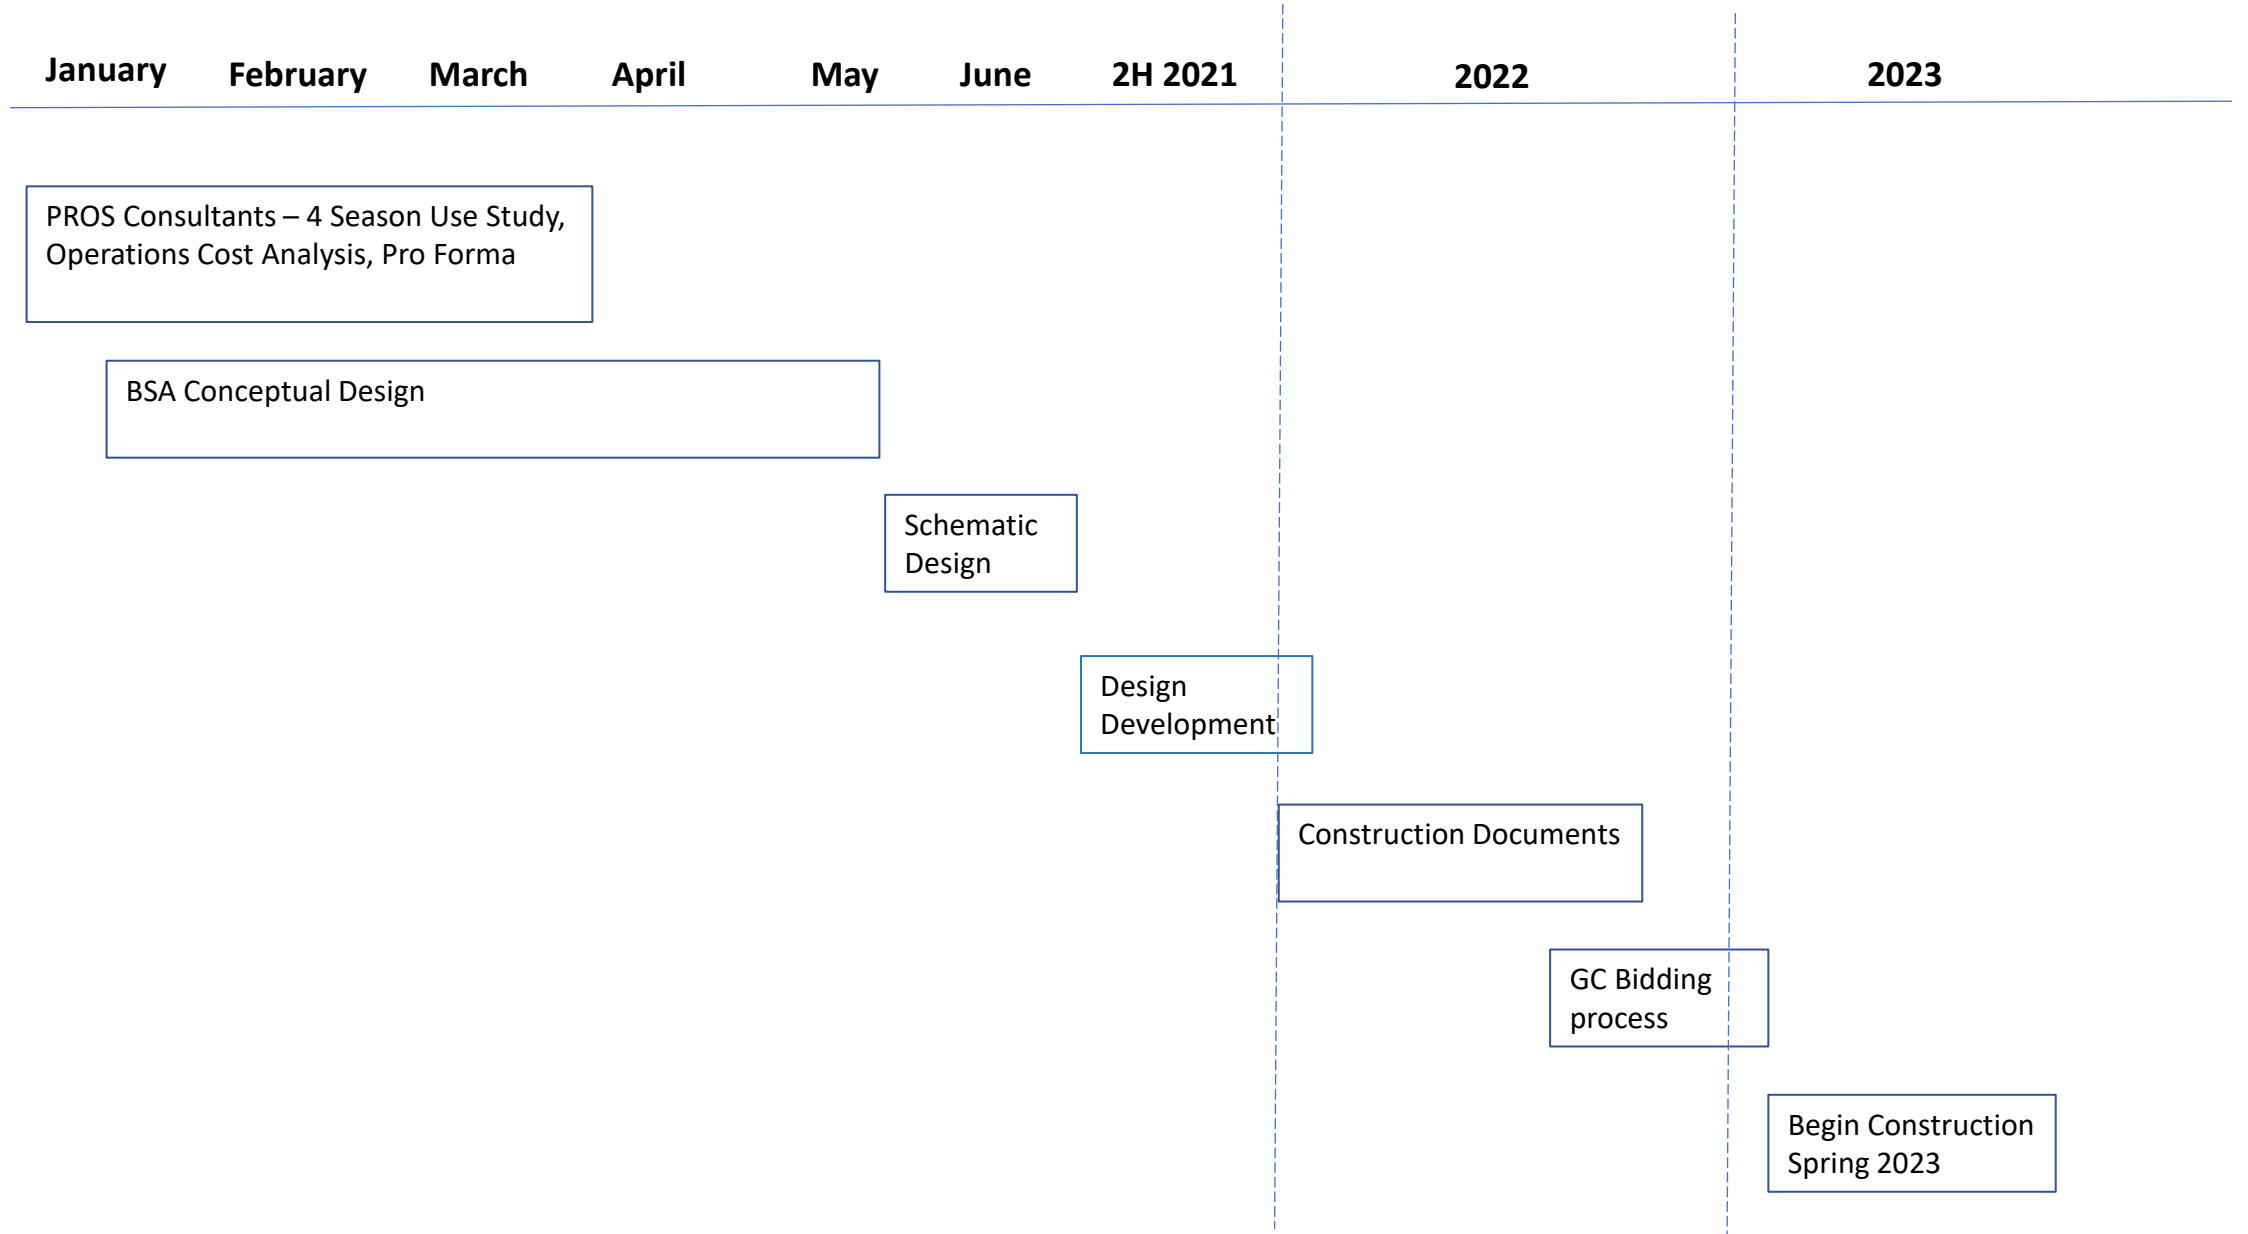 January February March April May June 2H 2021 2022 2023
PROS Consultants – 4 Season Use Study,
Operations Cost Analysis, Pro Forma
BSA Conceptual Design
Schematic
Design
Design
Development
Construction Documents
GC Bidding
process
Begin Construction
Spring 2023